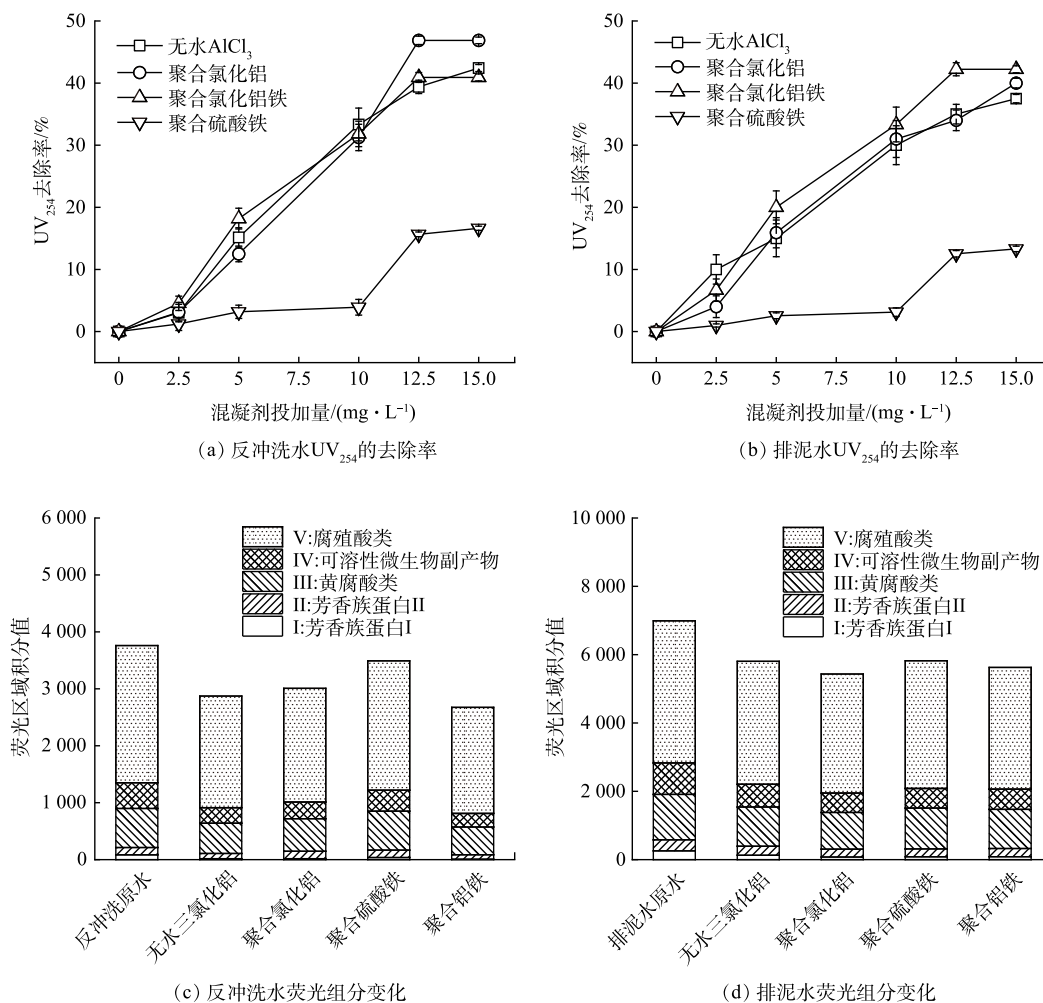 50
40
30
20
10
0
UV254去除率/%
无水AlCl3
聚合氯化铝
聚合氯化铝铁
聚合硫酸铁
0 2.5 5 7.5 10 12.5 15.0
混凝剂投加量/(mg·L−1)
(a) 反冲洗水UV254的去除率
50
40
30
20
10
0
UV254去除率/%
无水AlCl3
聚合氯化铝
聚合氯化铝铁
聚合硫酸铁
0 2.5 5 7.5 10 12.5 15.0
混凝剂投加量/(mg·L−1)
(b) 排泥水UV254的去除率
6 000
5 000
4 000
3 000
2 000
1 000
0
荧光区域积分值
V:腐殖酸类
IV:可溶性微生物副产物
III:黄腐酸类
II:芳香族蛋白II
I:芳香族蛋白I
反冲洗原水
无水三氯化铝
聚合氯化铝
聚合硫酸铁
聚合铝铁
(c) 反冲洗水荧光组分变化
10 000
8 000
6 000
4 000
2 000
0
荧光区域积分值
V:腐殖酸类
IV:可溶性微生物副产物
III:黄腐酸类
II:芳香族蛋白II
I:芳香族蛋白I
排泥水原水
无水三氯化铝
聚合氯化铝
聚合硫酸铁
聚合铝铁
(d) 排泥水荧光组分变化